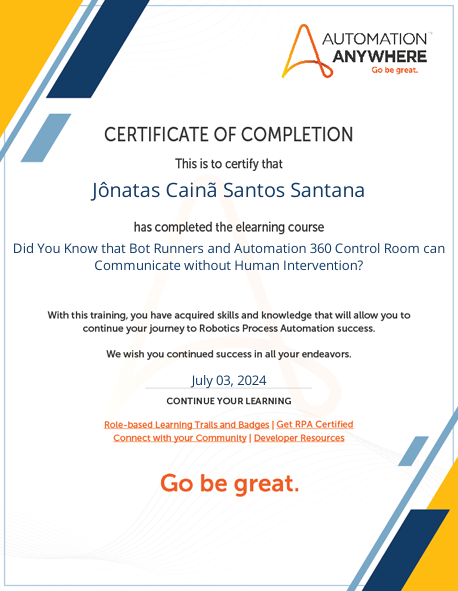 AUTOMATION
ANYWHERE
Go be great.
CERTIFICATE OF COMPLETION
This is to certify that
Jônatas Cainã Santos Santana
has completed the elearning course
Did You Know that Bot Runners and Automation 360 Control Room can
Communicate without Human Intervention?
With this training, you have acquired skills and knowledge that will allow you to
continue your journey to Robotics Process Automation success.
We wish you continued success in all your endeavors.
July 03, 2024
CONTINUE YOUR LEARNING
Role-based Learning Trails and Badges | Get RPA Certified
Connect with your Community | Developer Resources
Go be great.